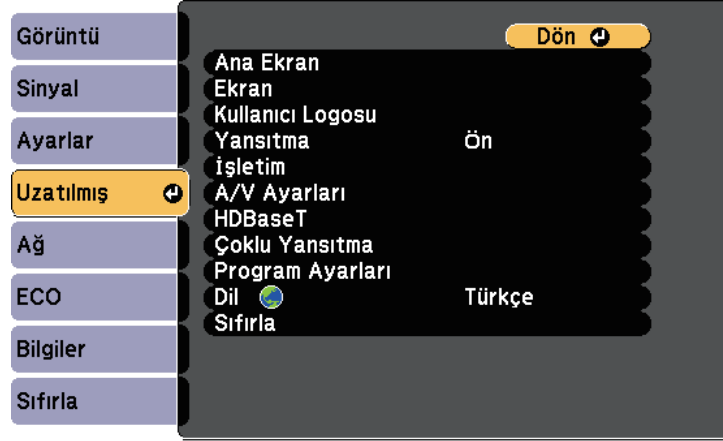 Görüntü
Sinyal
Ayarlar
Uzatılmış
Ağ
ECO
Bilgiler
Sıfırla
Dön
Ana Ekran
Ekran
Kullanıcı Logosu
Yansıtma Ön
İşletim
A/V Ayarları
HDBaseT
Çoklu Yansıtma
Program Ayarları
Dil Türkçe
Sıfırla